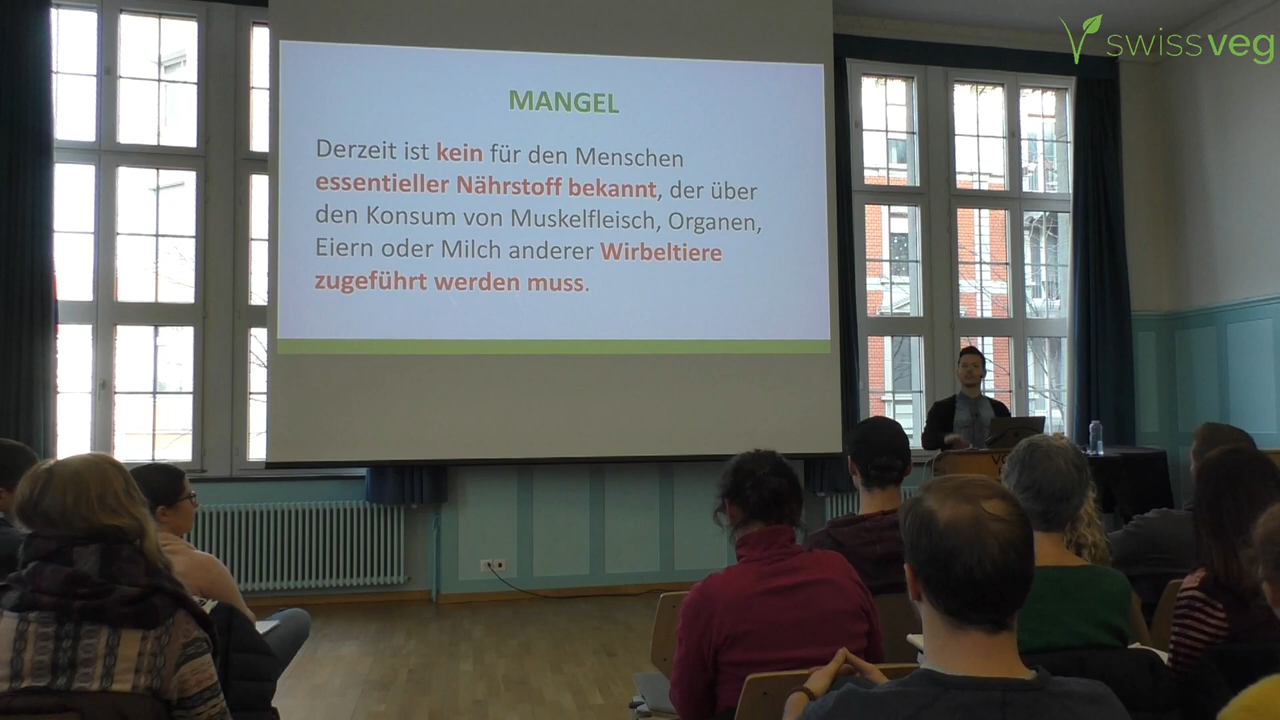 swissveg
MANGEL
Derzeit ist kein für den Menschen
essentieller Nährstoff bekannt, der über
den Konsum von Muskelfleisch, Organen,
Eiern oder Milch anderer Wirbeltiere
zugeführt werden muss.